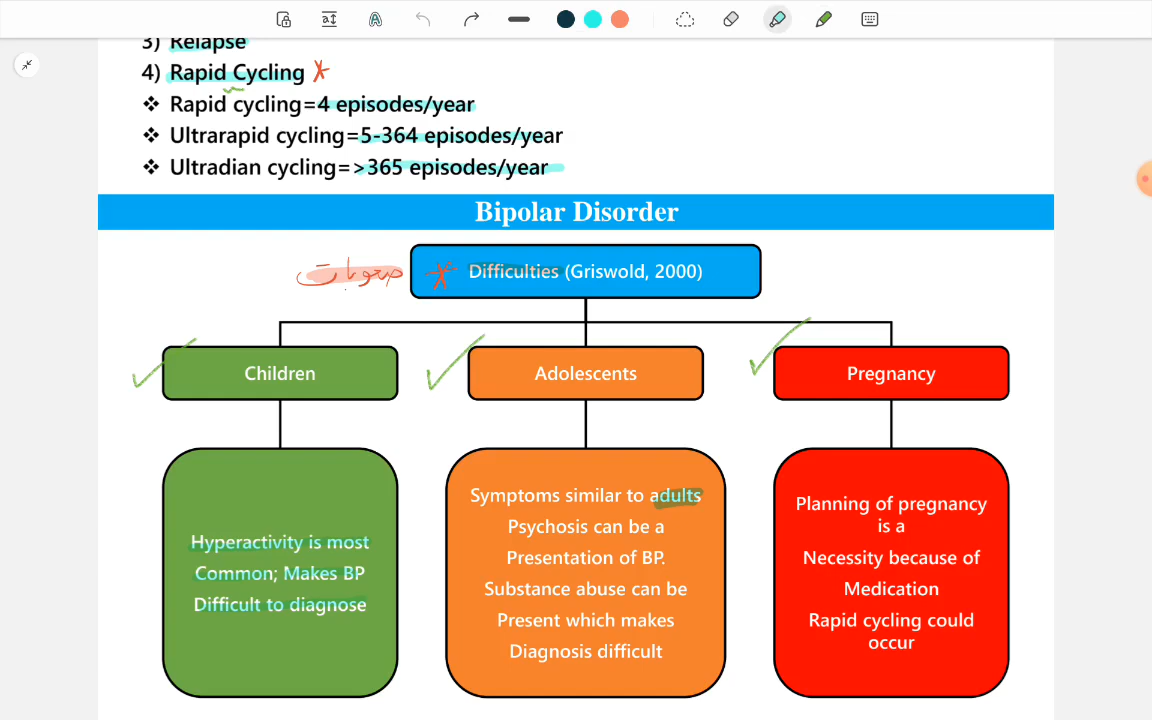 3) Relapse
4) Rapid Cycling
❖ Rapid cycling=4 episodes/year
❖ Ultrarapid cycling=5-364 episodes/year
❖ Ultradian cycling=>365 episodes/year
Bipolar Disorder
صعوبات
Difficulties (Griswold, 2000)
Children
Adolescents
Pregnancy
Hyperactivity is most
Common; Makes BP
Difficult to diagnose
Symptoms similar to adults
Psychosis can be a
Presentation of BP.
Substance abuse can be
Present which makes
Diagnosis difficult
Planning of pregnancy
is a
Necessity because of
Medication
Rapid cycling could
occur